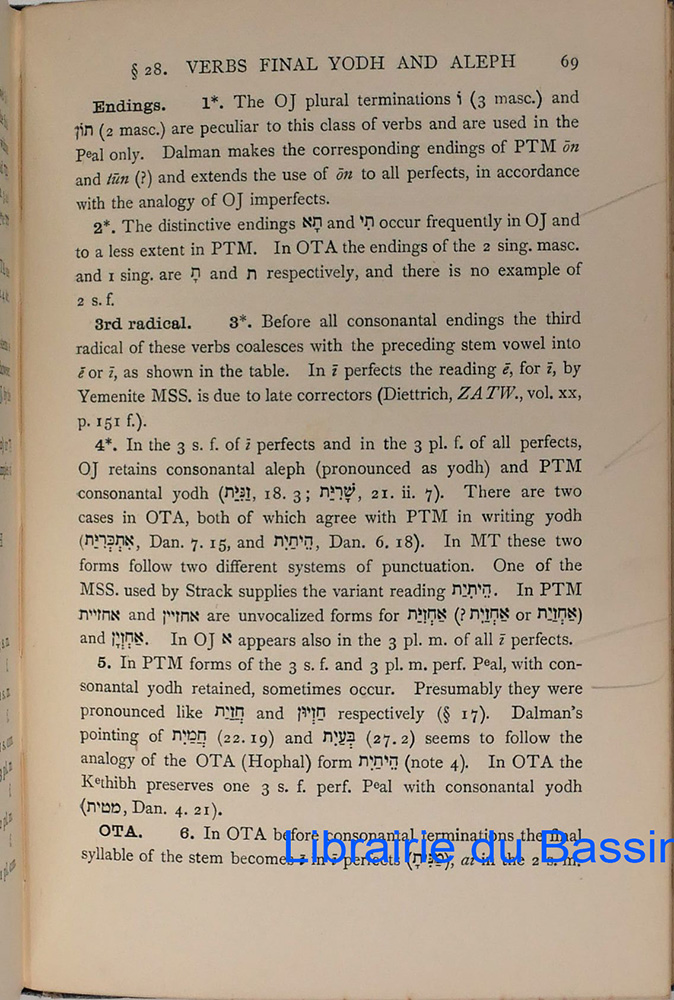 § 28. VERBS FINAL YODH AND ALEPH 69
Endings. 1*. The OJ plural terminations וֹ (3 masc.) and
תוֹן (2 masc.) are peculiar to this class of verbs and are used in the
Peal only. Dalman makes the corresponding endings of PTM ōn
and tūn (?) and extends the use of ōn to all perfects, in accordance
with the analogy of OJ imperfects.
2*. The distinctive endings תָא and תִי occur frequently in OJ and
to a less extent in PTM. In OTA the endings of the 2 sing. masc.
and 1 sing. are תָ and ת respectively, and there is no example of
2 s. f.
3rd radical. 3*. Before all consonantal endings the third
radical of these verbs coalesces with the preceding stem vowel into
ē or ī, as shown in the table. In ī perfects the reading ē, for ī, by
Yemenite MSS. is due to late correctors (Diettrich, ZATW., vol. xx,
p. 151 f.).
4*. In the 3 s. f. of ī perfects and in the 3 pl. f. of all perfects,
OJ retains consonantal aleph (pronounced as yodh) and PTM
consonantal yodh (זַנִּיַת, 18. 3; שָׁרִיַּת, 21. ii. 7). There are two
cases in OTA, both of which agree with PTM in writing yodh
(אֶתְכְּרִיַּת, Dan. 7. 15, and הֵיתָיִת, Dan. 6. 18). In MT these two
forms follow two different systems of punctuation. One of the
MSS. used by Strack supplies the variant reading הֵיתְיַת. In PTM
אחזיית and אחזיין are unvocalized forms for אַחְזְיַת (? אַחֲזָיִת or אַחְזִיַת)
and אַחְזְיָן. In OJ א appears also in the 3 pl. m. of all ī perfects.
5. In PTM forms of the 3 s. f. and 3 pl. m. perf. Peal, with con-
sonantal yodh retained, sometimes occur. Presumably they were
pronounced like חֲזַיַת and חֲזַיוּן respectively (§ 17). Dalman's
pointing of חֲמַיִת (22. 19) and בְּעָיִת (27. 2) seems to follow the
analogy of the OTA (Hophal) form הֵיתָיִת (note 4). In OTA the
Kethibh preserves one 3 s. f. perf. Peal with consonantal yodh
(מטית, Dan. 4. 21).
OTA. 6. In OTA before consonantal terminations the final
syllable of the stem becomes ī in ī perfects (מַנִּיתָ), ai in the 2 s. m.
Librairie du Bassin